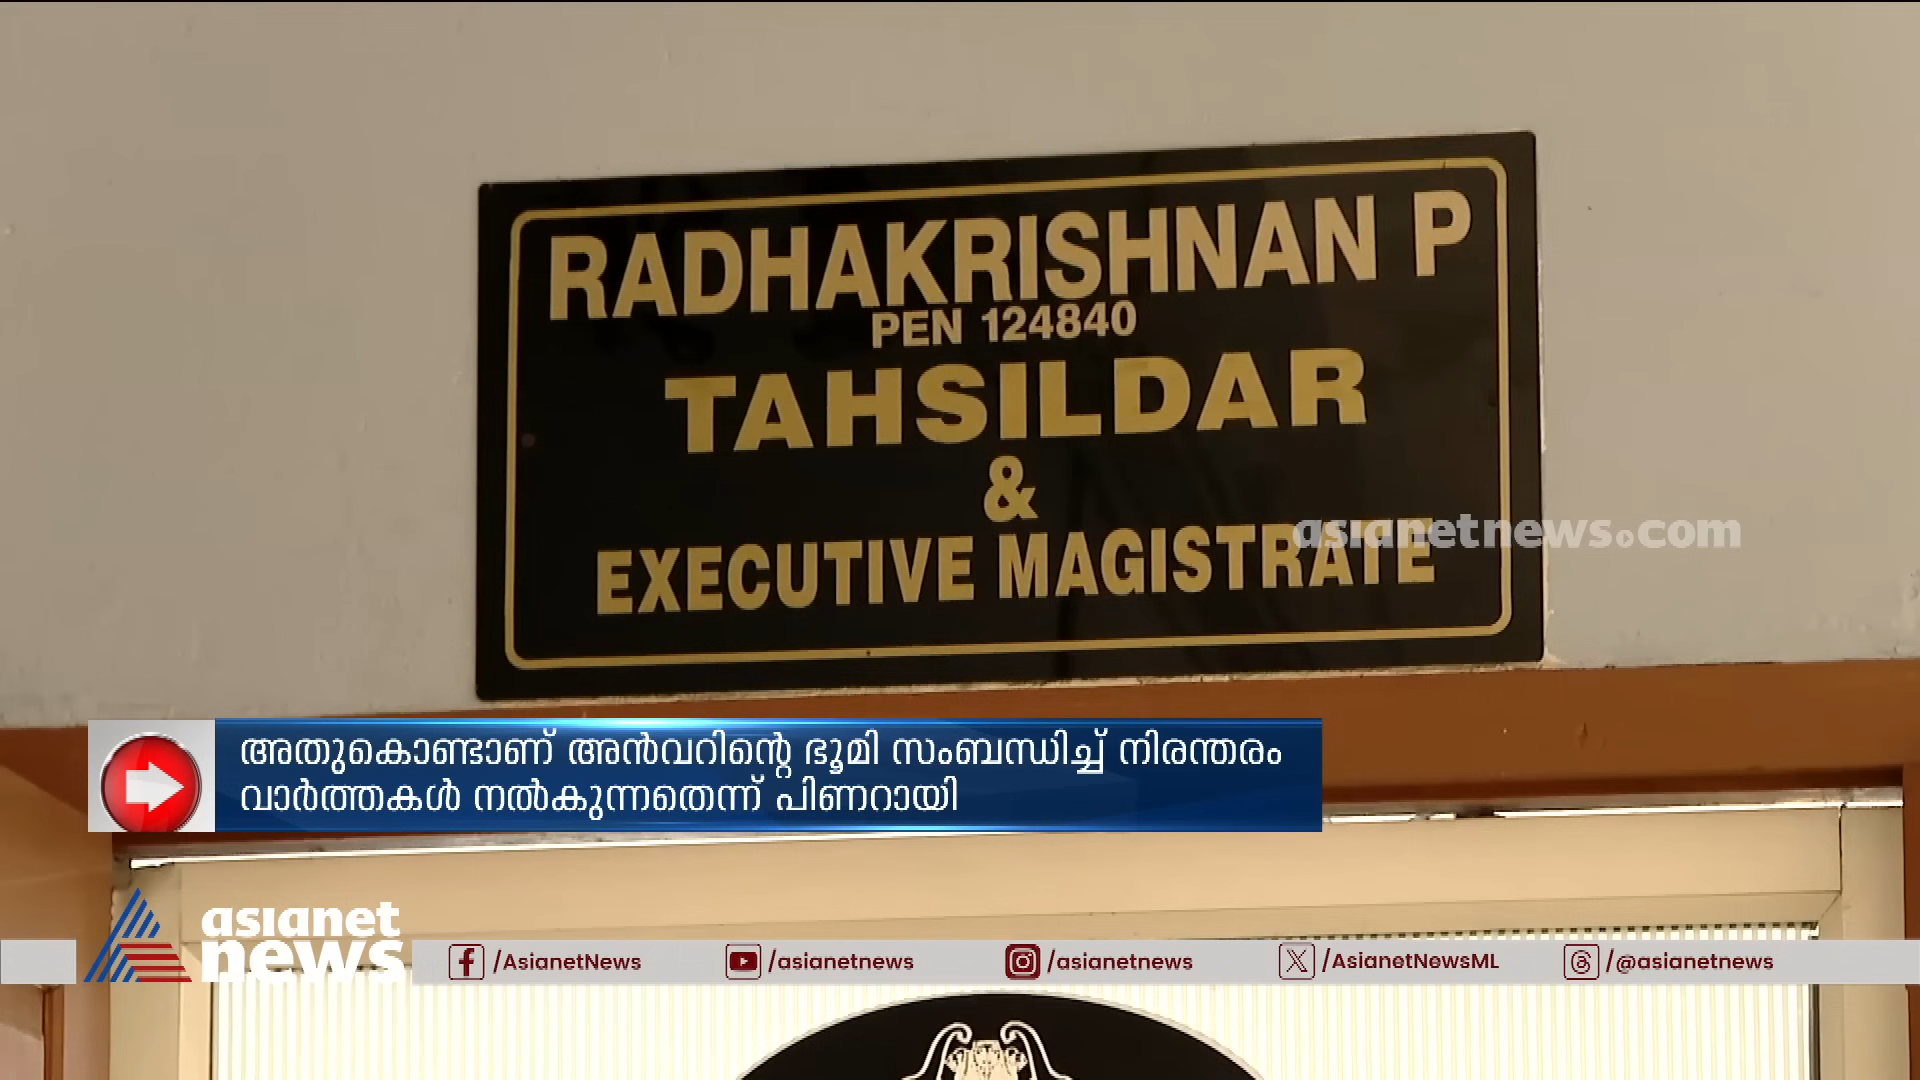 RADHAKRISHNAN P
PEN 124840
TAHSILDAR
&
EXECUTIVE MAGISTRATE
asianetnews.com
അതുകൊണ്ടാണ് അൻവറിന്റെ ഭൂമി സംബന്ധിച്ച് നിരന്തരം
വാർത്തകൾ നൽകുന്നതെന്ന് പിണറായി
asianet
news
/AsianetNews
/asianetnews
/asianetnews
/AsianetNewsML
/@asianetnews